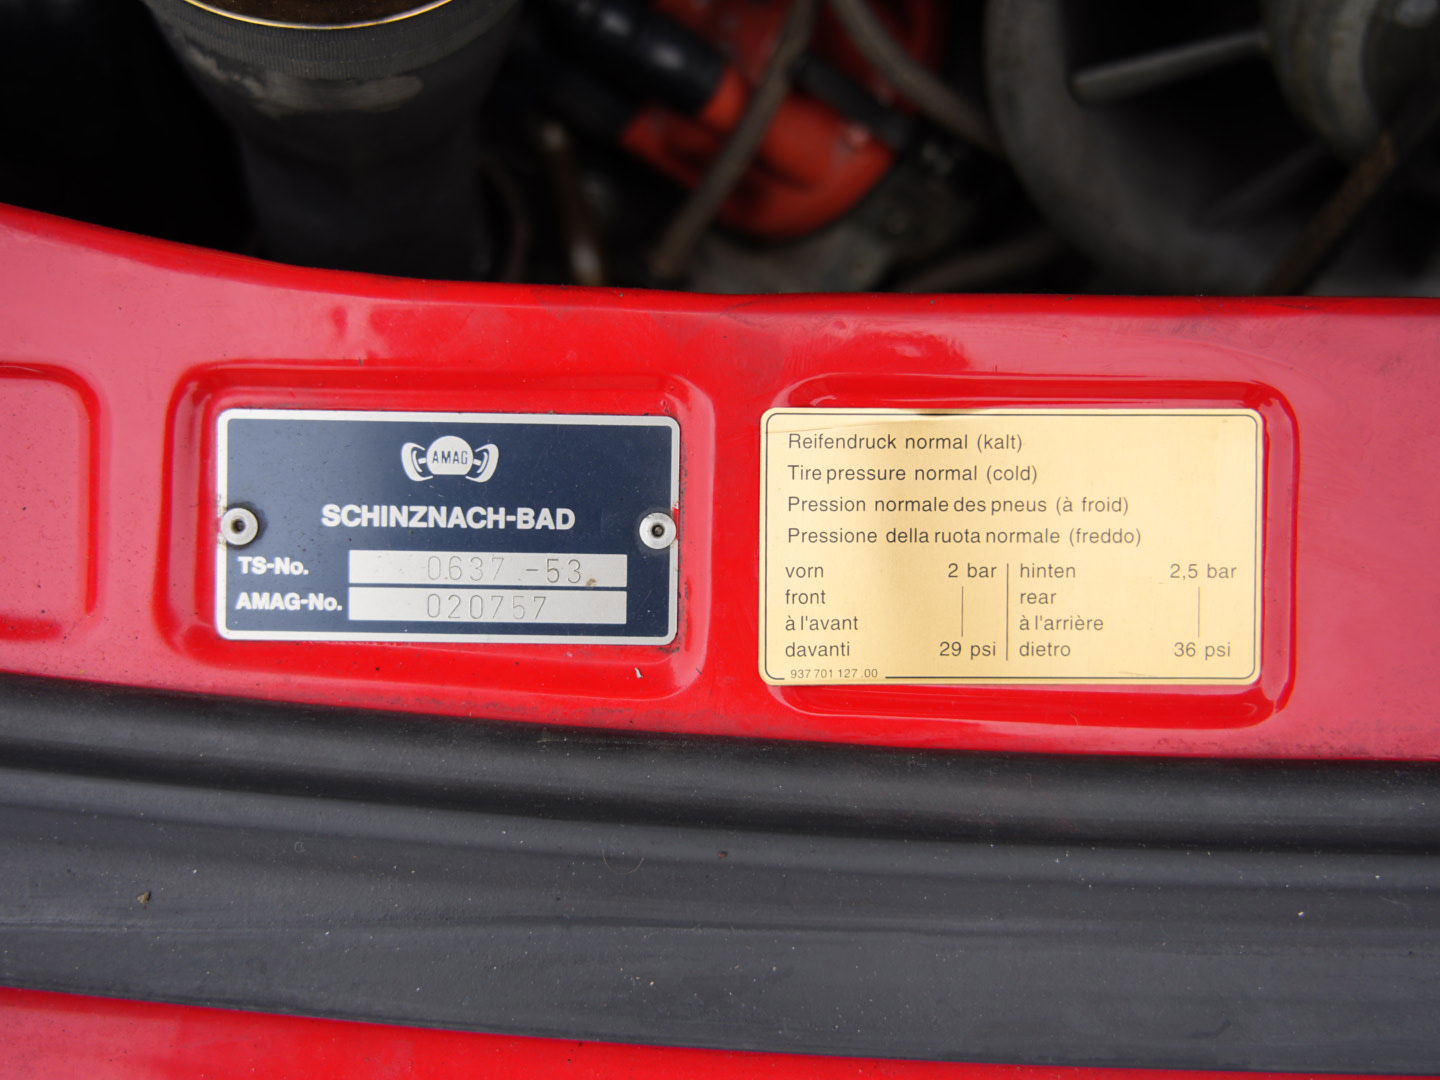 AMAG
SCHINZNACH-BAD
TS-No. 0637 -53
AMAG-No. 020757
Reifendruck normal (kalt)
Tire pressure normal (cold)
Pression normale des pneus (à froid)
Pressione della ruota normale (freddo)
vorn 2 bar hinten 2,5 bar
front rear
à l'avant à l'arrière
davanti 29 psi dietro 36 psi
937 701 127.00